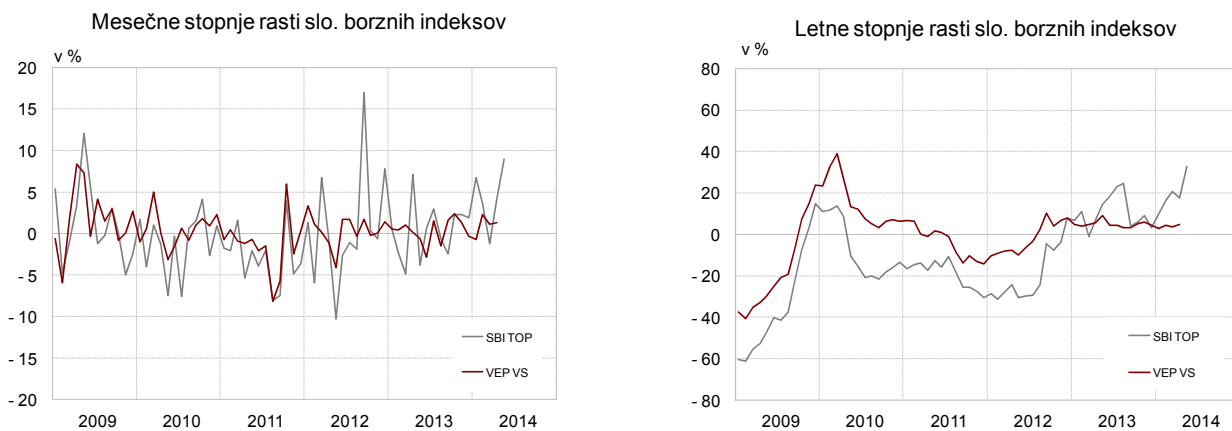 Mesečne stopnje rasti slo. borznih indeksov
v %
20
15
10
5
0
- 5
- 10
- 15
- 20
SBI TOP
VEP VS
2009 2010 2011 2012 2013 2014
Letne stopnje rasti slo. borznih indeksov
v %
80
60
40
20
0
- 20
- 40
- 60
- 80
SBI TOP
VEP VS
2009 2010 2011 2012 2013 2014